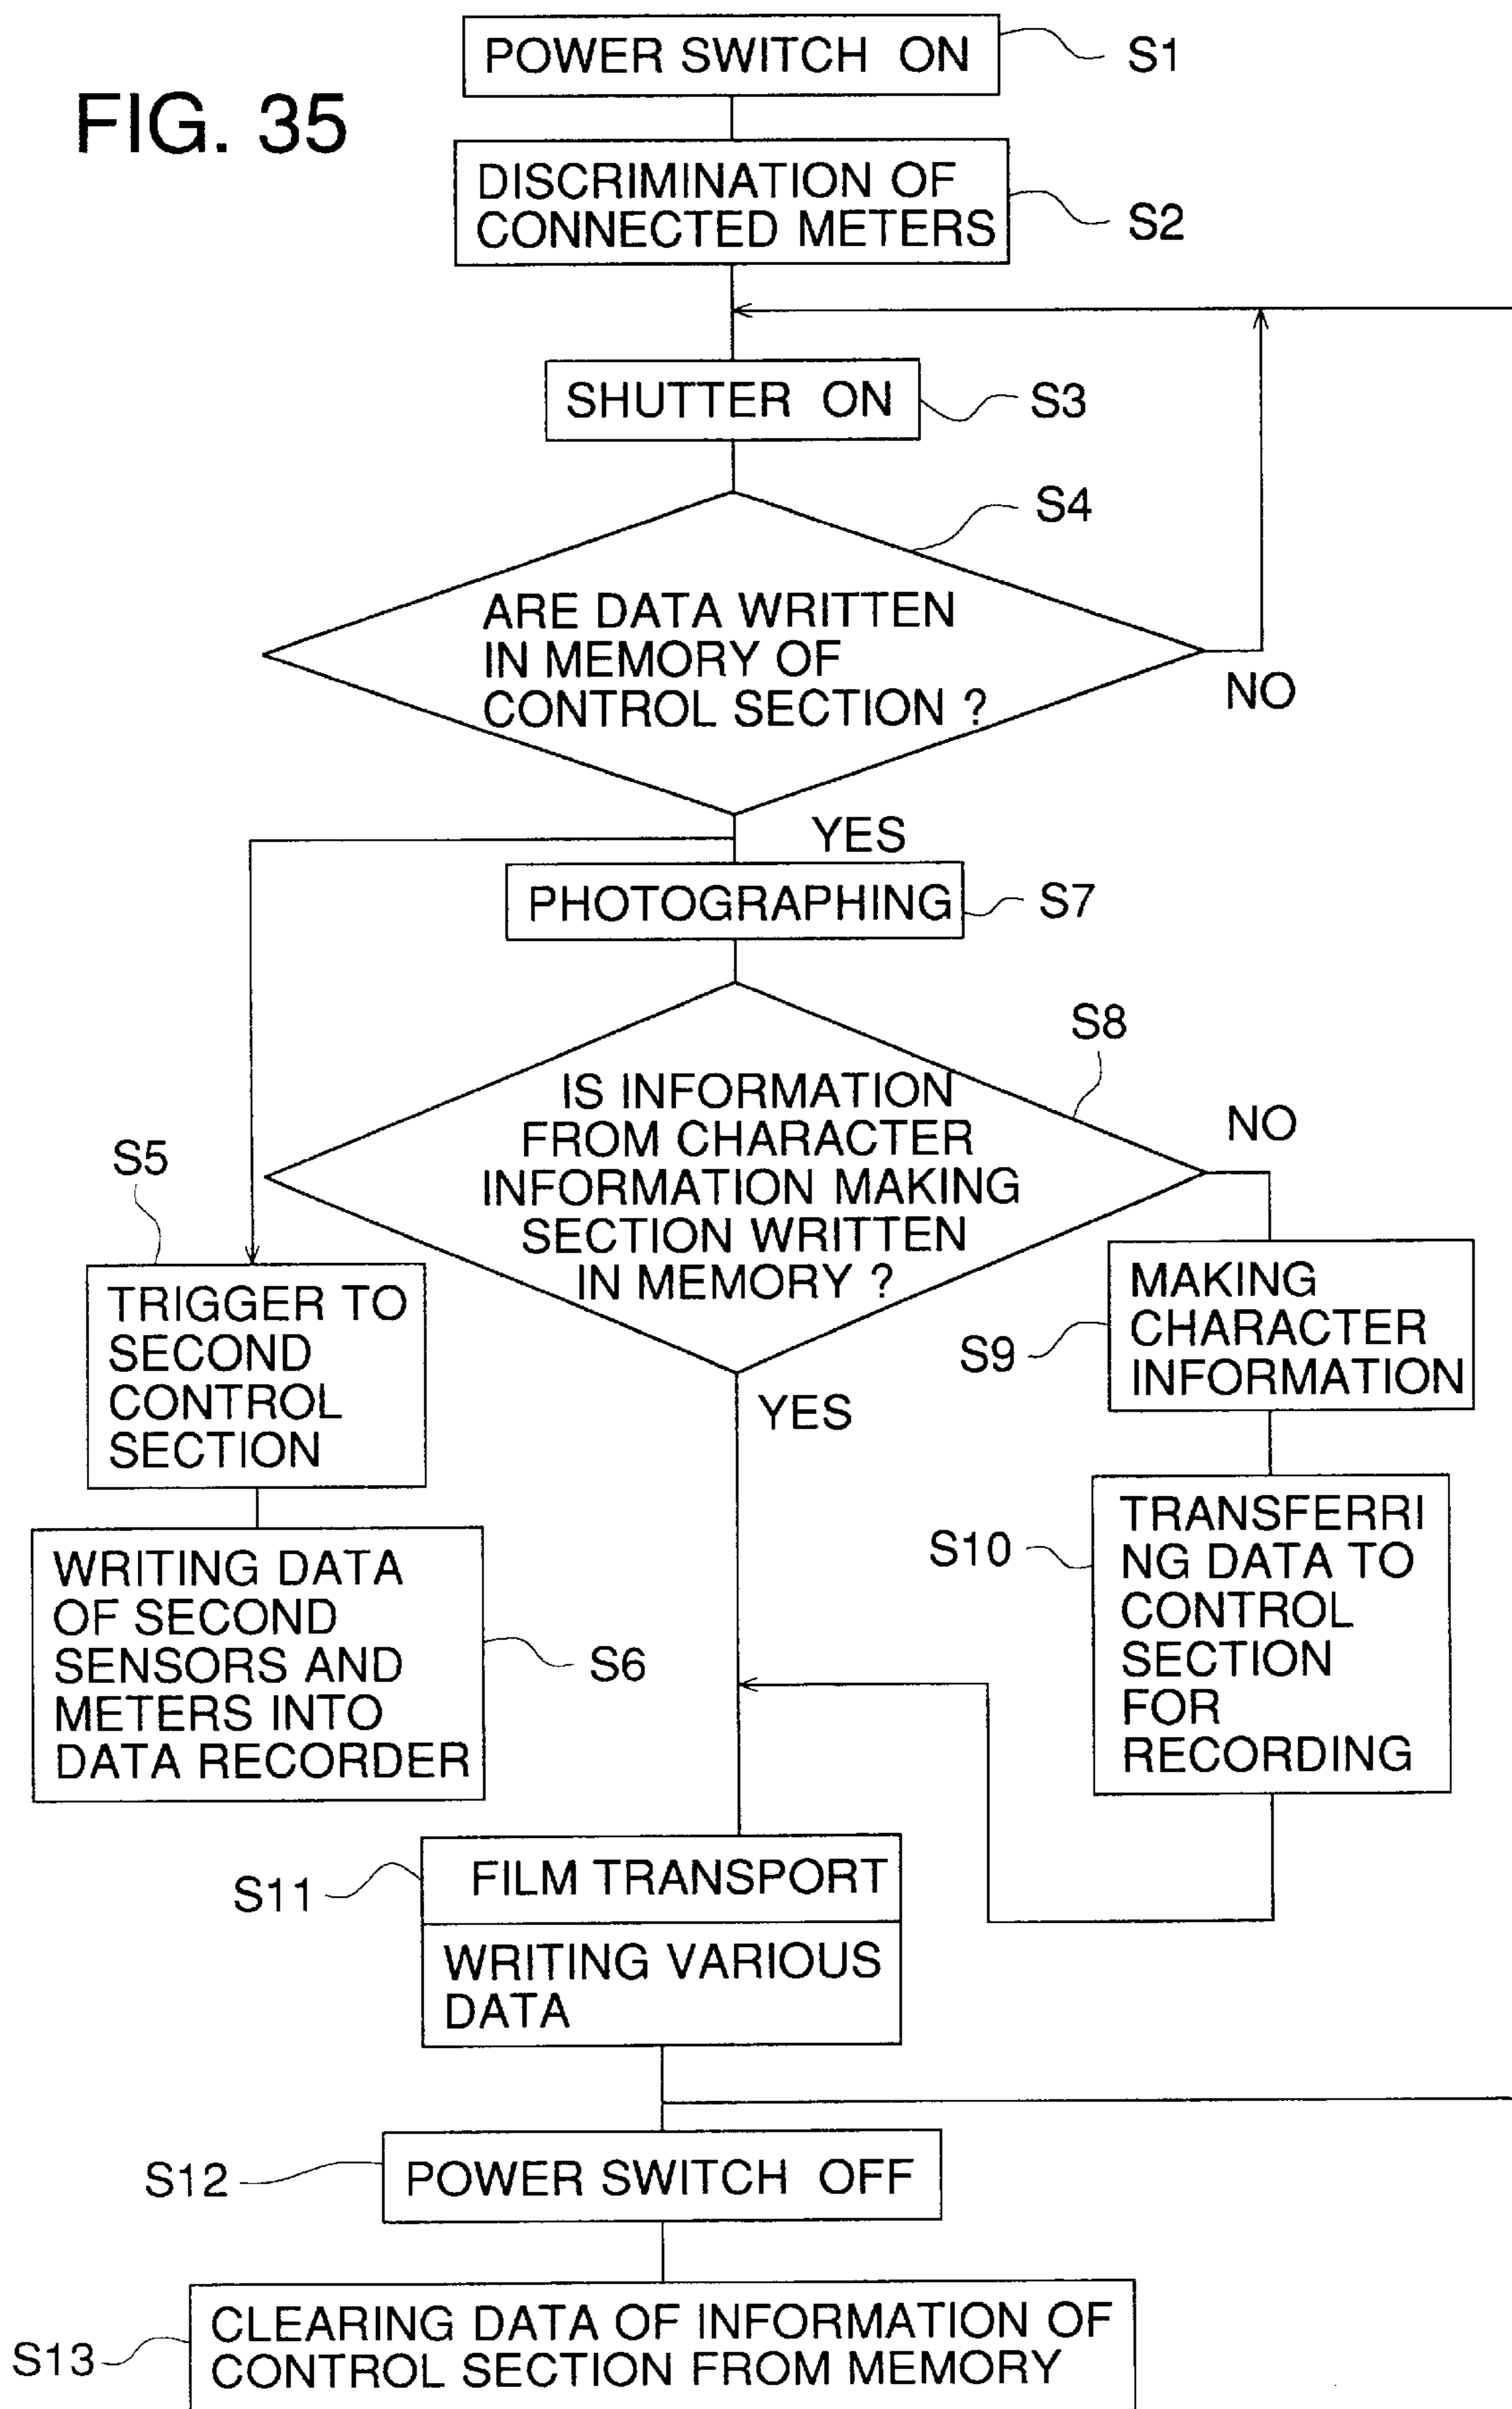 FIG. 35
POWER SWITCH ON
S1
DISCRIMINATION OF
CONNECTED METERS
S2
SHUTTER ON
S3
S4
ARE DATA WRITTEN
IN MEMORY OF
CONTROL SECTION ?
NO
YES
PHOTOGRAPHING
S7
S8
IS INFORMATION
FROM CHARACTER
INFORMATION MAKING
SECTION WRITTEN
IN MEMORY ?
NO
YES
S5
TRIGGER TO
SECOND
CONTROL
SECTION
S9
MAKING
CHARACTER
INFORMATION
WRITING DATA
OF SECOND
SENSORS AND
METERS INTO
DATA RECORDER
S6
S10
TRANSFERRI
NG DATA TO
CONTROL
SECTION
FOR
RECORDING
S11
FILM TRANSPORT
WRITING VARIOUS
DATA
S12
POWER SWITCH OFF
S13
CLEARING DATA OF INFORMATION OF
CONTROL SECTION FROM MEMORY